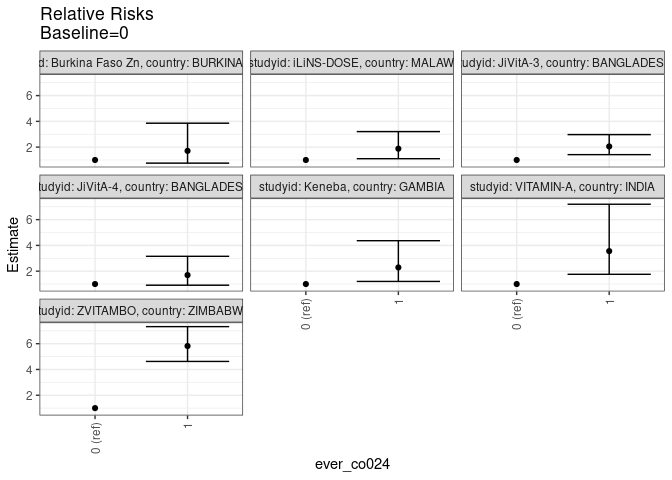 Relative Risks
Baseline=0
d: Burkina Faso Zn, country: BURKINA
studyid: iLiNS-DOSE, country: MALAW
udyid: JiVitA-3, country: BANGLADES
6
4
2
tudyid: JiVitA-4, country: BANGLADES
studyid: Keneba, country: GAMBIA
studyid: VITAMIN-A, country: INDIA
6
4
2
tudyid: ZVITAMBO, country: ZIMBABW
6
4
2
Estimate
0 (ref)
1
0 (ref)
1
0 (ref)
1
ever_co024